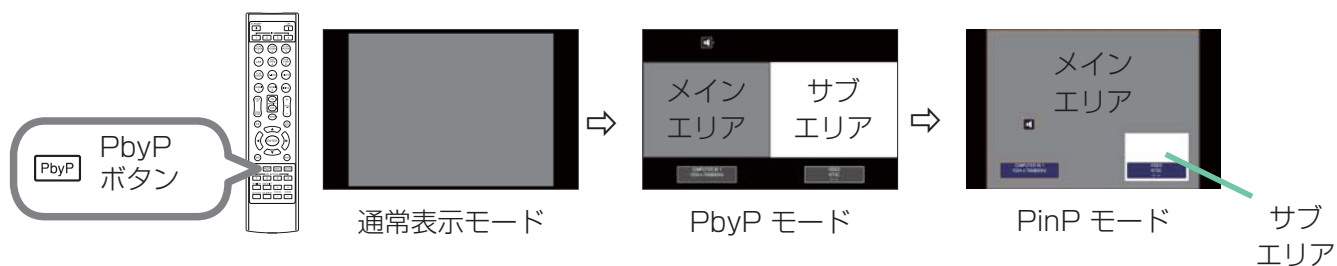 PbyP
PbyP
ボタン
通常表示モード
メイン
エリア
サブ
エリア
PbyP モード
メイン
エリア
PinP モード
サブ
エリア